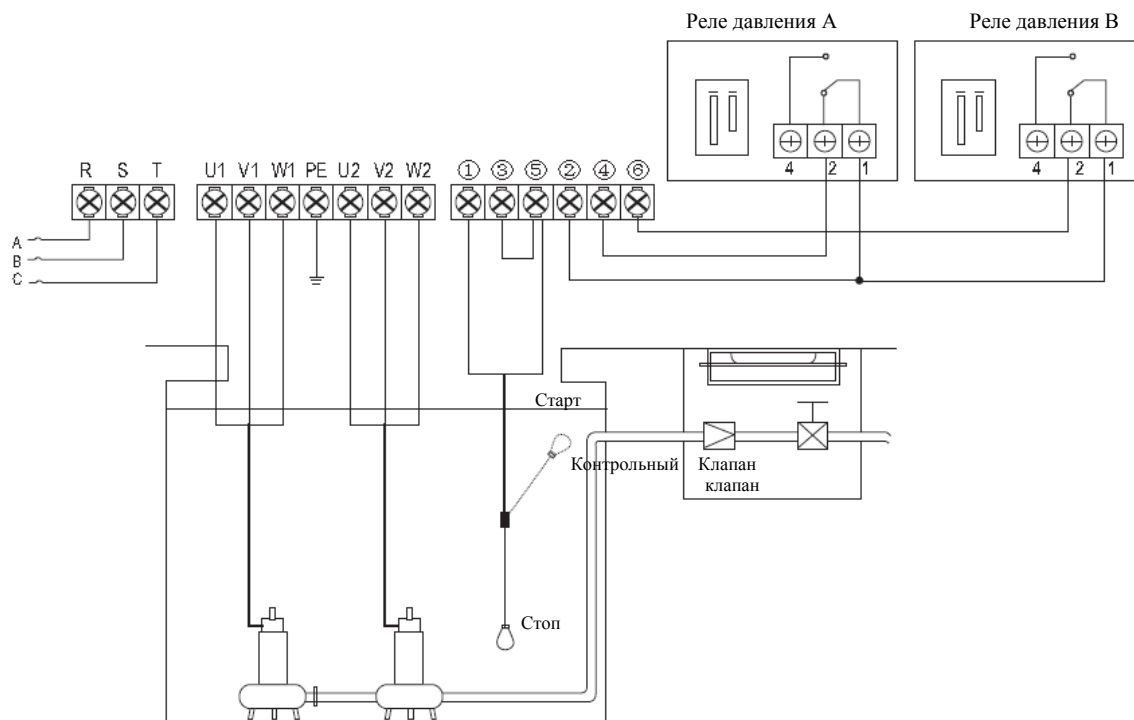 Реле давления A
Реле давления B
4 2 1
4 2 1
R S T
U1 V1 W1 PE U2 V2 W2
① ③ ⑤ ② ④ ⑥
A
B
C
Старт
Контрольный клапан
Клапан
Стоп